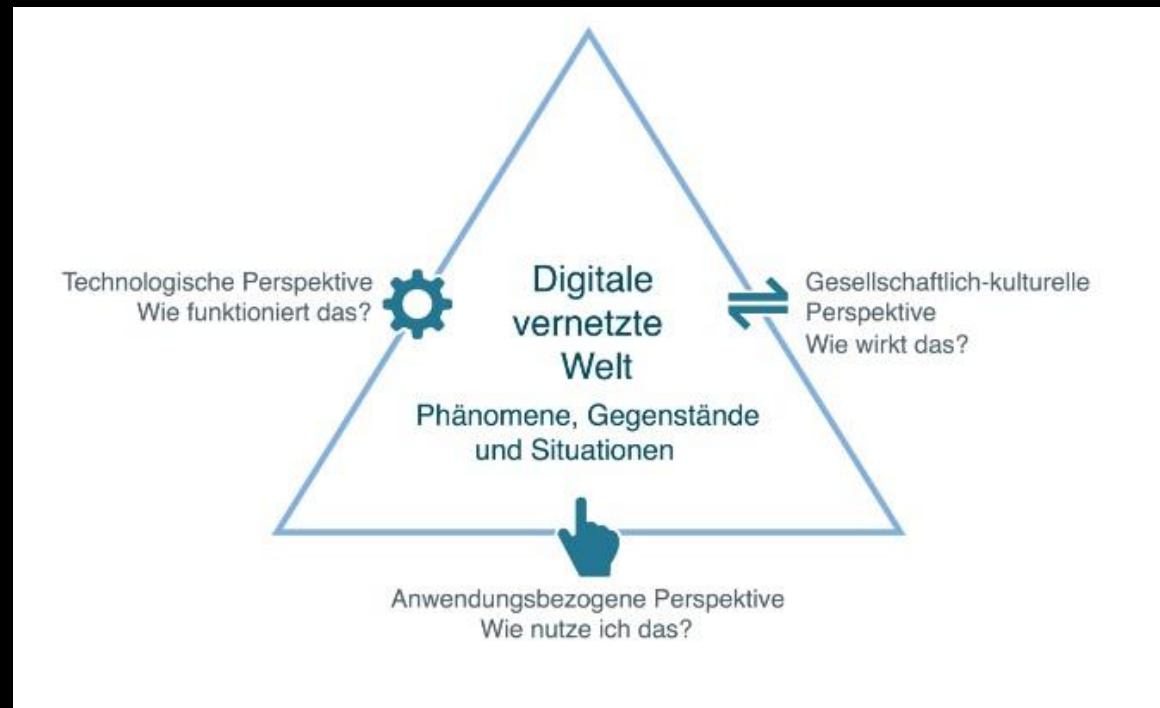 Technologische Perspektive
Wie funktioniert das?
Digitale
vernetzte
Welt
Phänomene, Gegenstände
und Situationen
Gesellschaftlich-kulturelle
Perspektive
Wie wirkt das?
Anwendungsbezogene Perspektive
Wie nutze ich das?